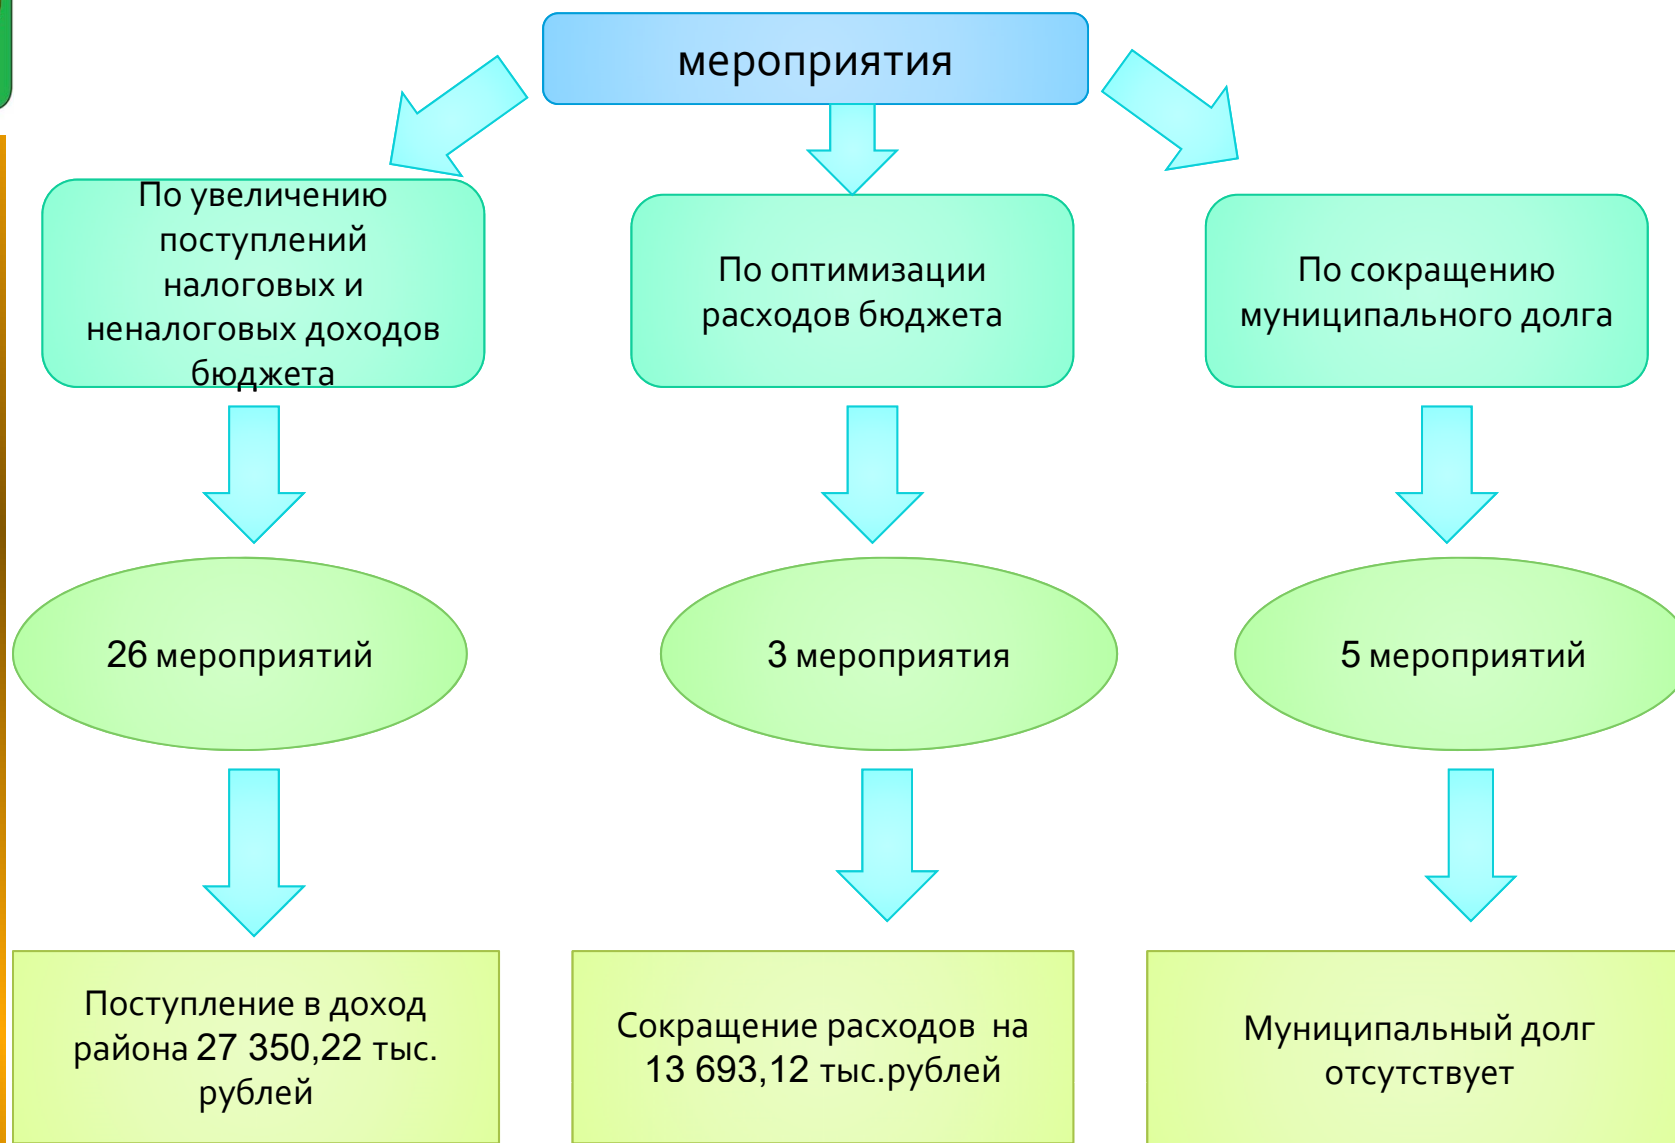 мероприятия
По увеличению
поступлений
налоговых и
неналоговых доходов
бюджета
По оптимизации
расходов бюджета
По сокращению
муниципального долга
26 мероприятий
3 мероприятия
5 мероприятий
Поступление в доход
района 27 350,22 тыс.
рублей
Сокращение расходов на
13 693,12 тыс.рублей
Муниципальный долг
отсутствует